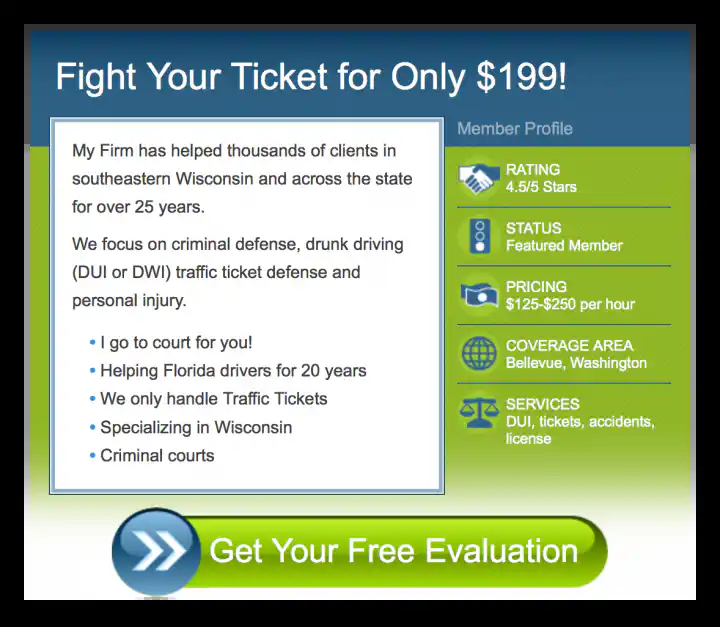 Fight Your Ticket for Only $199!
My Firm has helped thousands of clients in
southeastern Wisconsin and across the state
for over 25 years.
We focus on criminal defense, drunk driving
(DUI or DWI) traffic ticket defense and
personal injury.
• I go to court for you!
• Helping Florida drivers for 20 years
• We only handle Traffic Tickets
• Specializing in Wisconsin
• Criminal courts
Member Profile
RATING
4.5/5 Stars
STATUS
Featured Member
PRICING
$125-$250 per hour
COVERAGE AREA
Bellevue, Washington
SERVICES
DUI, tickets, accidents,
license
Get Your Free Evaluation